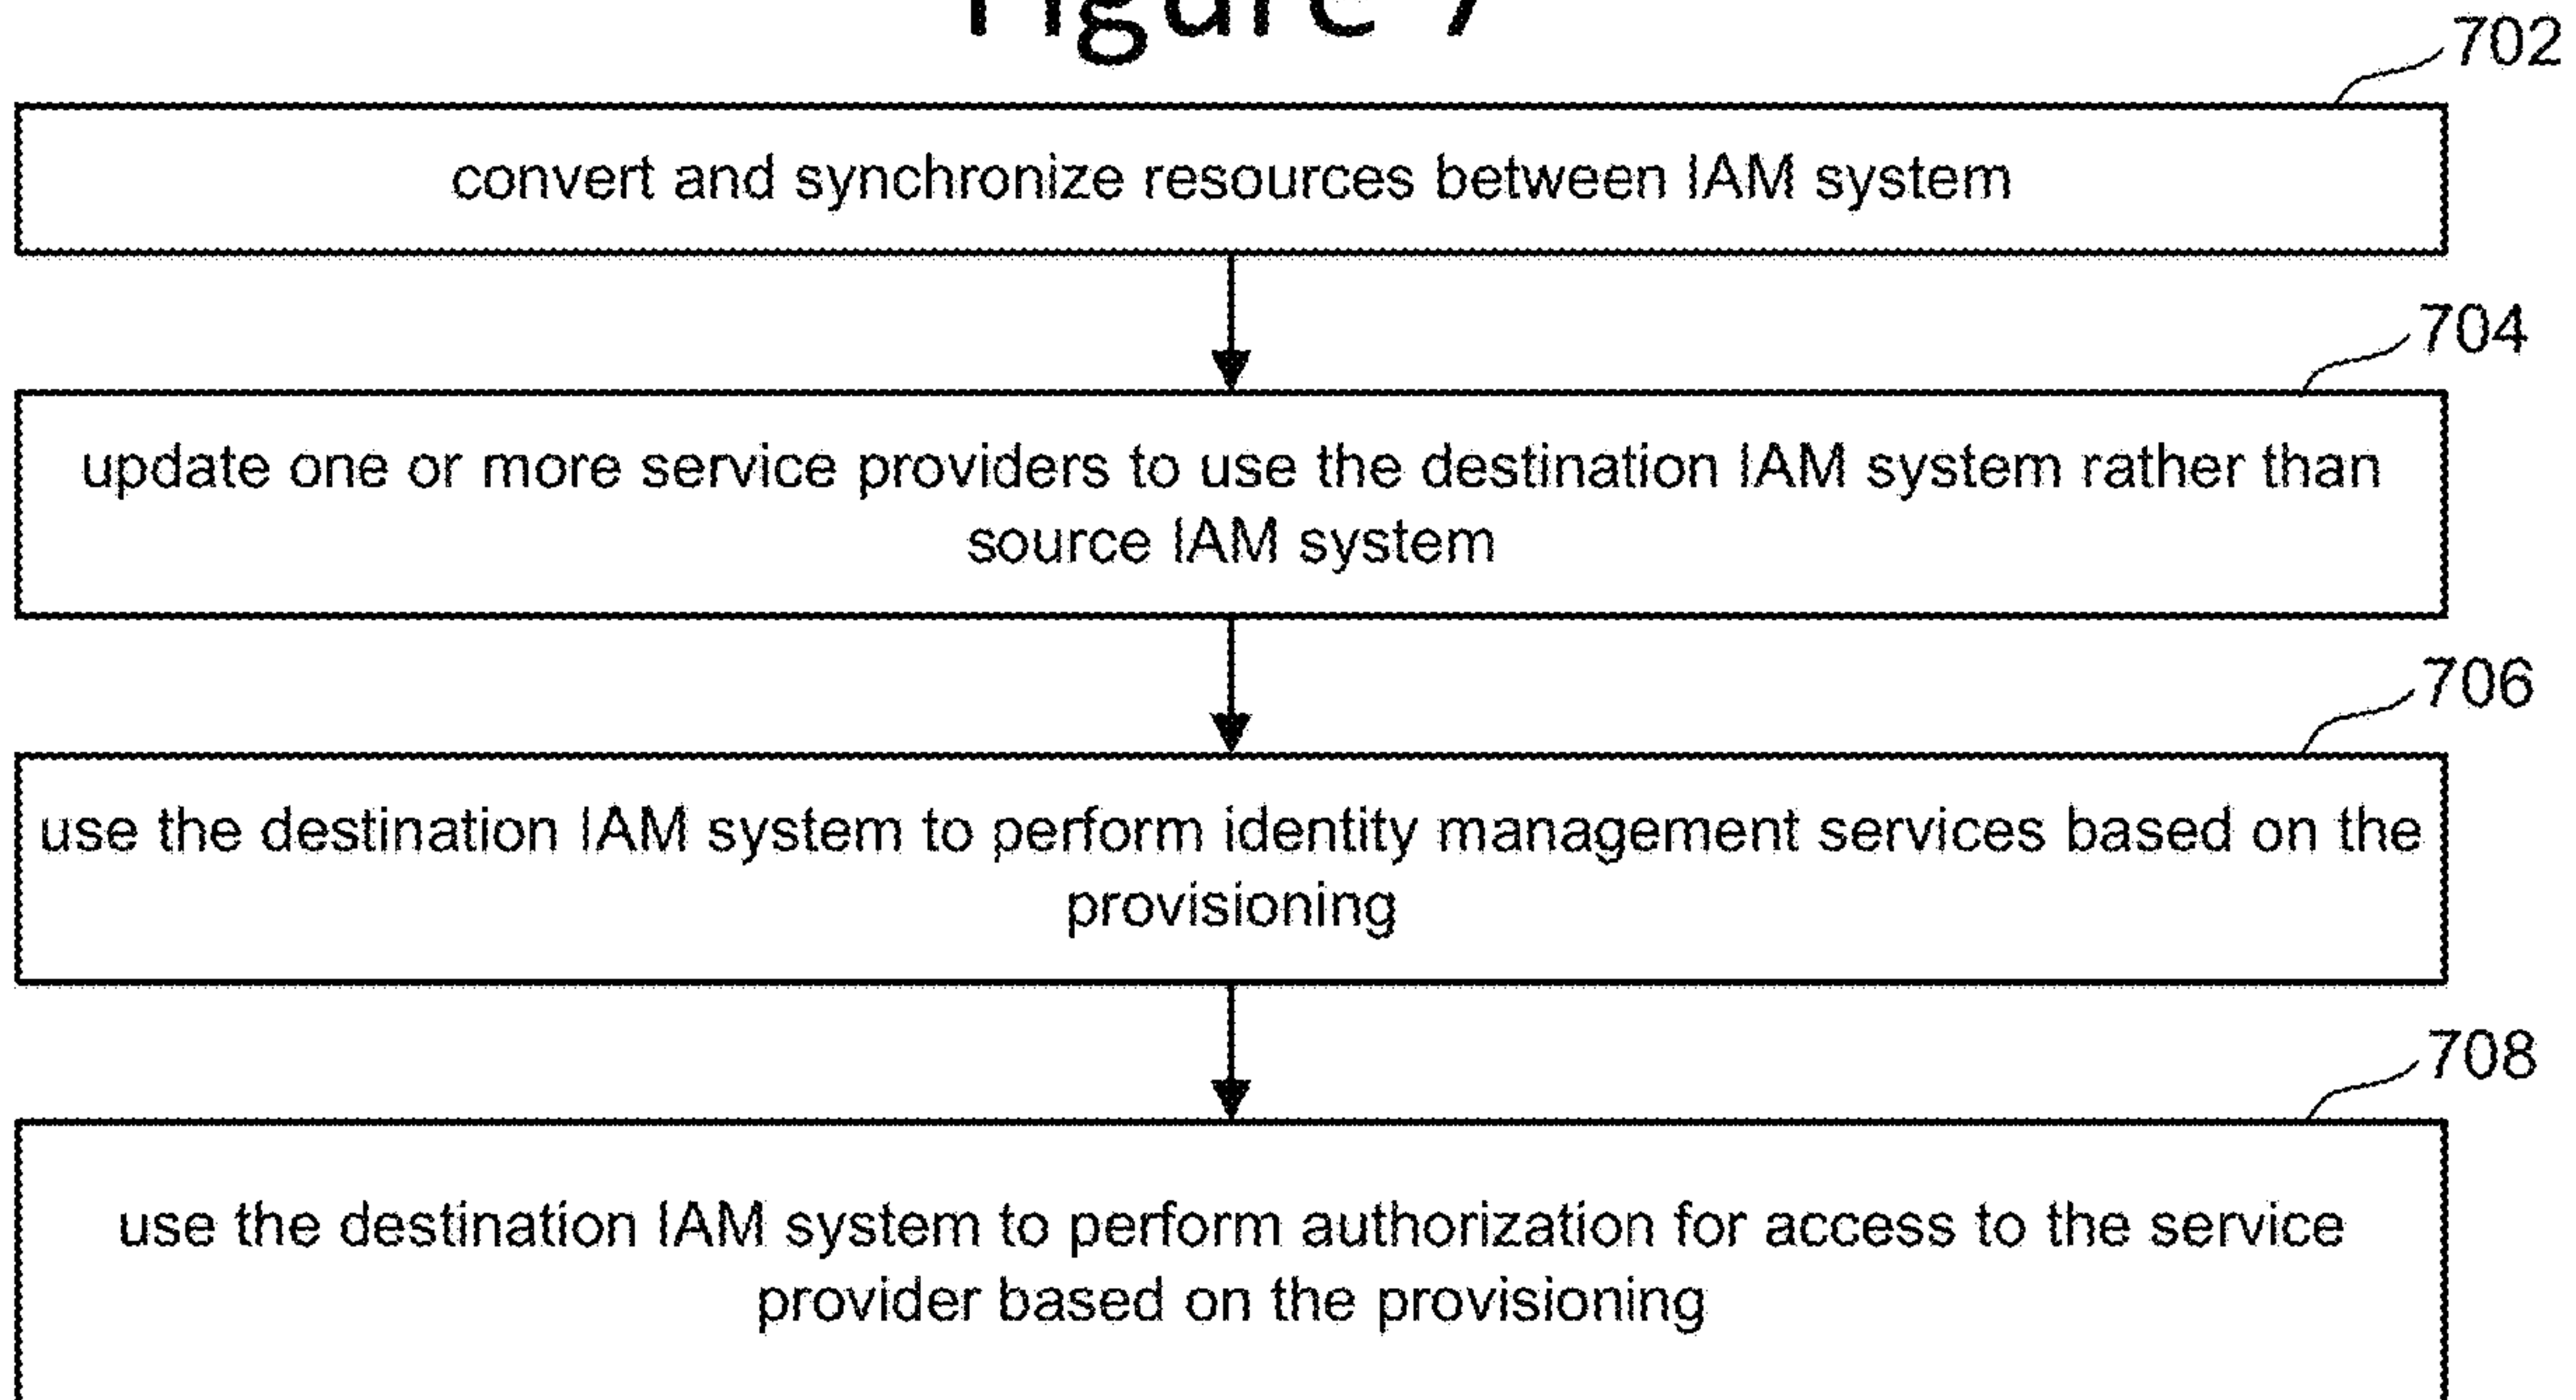 Figure 7
702
convert and synchronize resources between IAM system
704
update one or more service providers to use the destination IAM system rather than
source IAM system
706
use the destination IAM system to perform identity management services based on the
provisioning
708
use the destination IAM system to perform authorization for access to the service
provider based on the provisioning